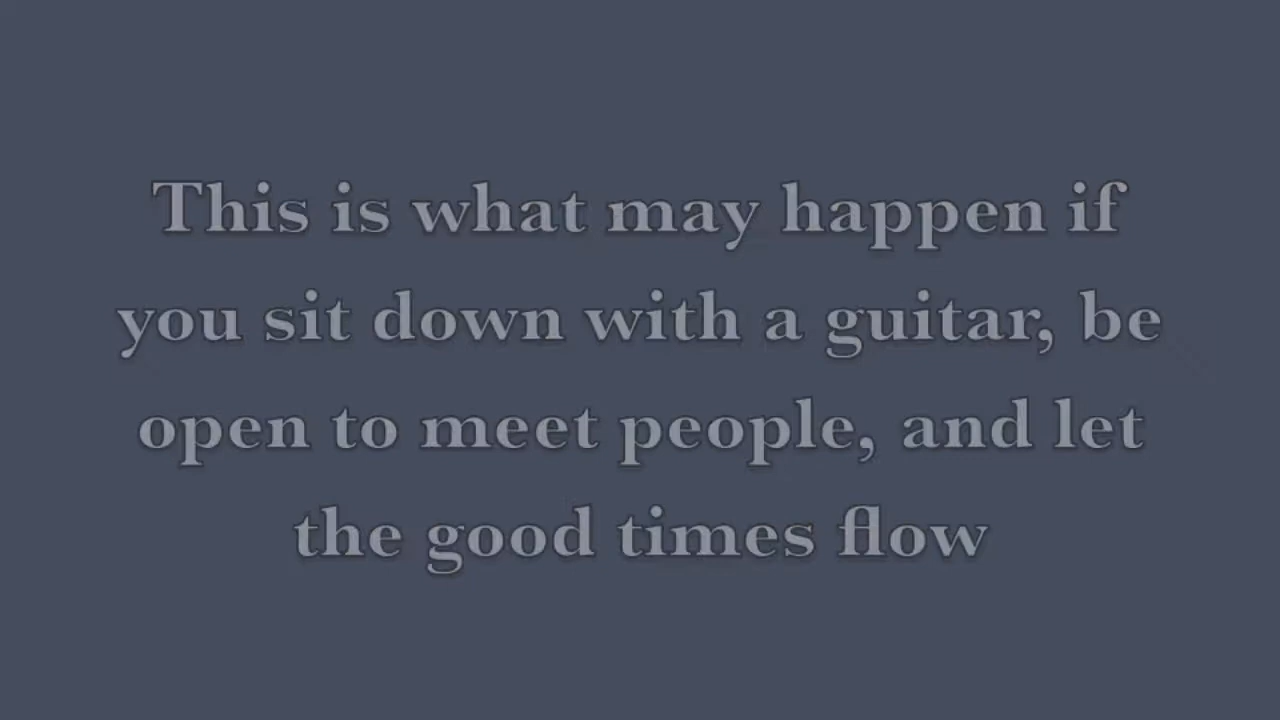 This is what may happen if
you sit down with a guitar, be
open to meet people, and let
the good times flow